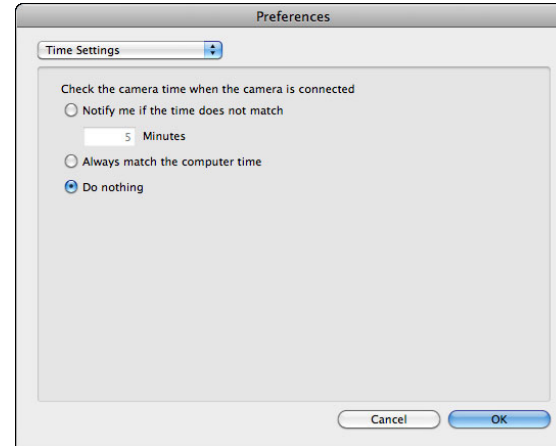 Preferences
Time Settings
Check the camera time when the camera is connected
Notify me if the time does not match
5 Minutes
Always match the computer time
Do nothing
Cancel OK